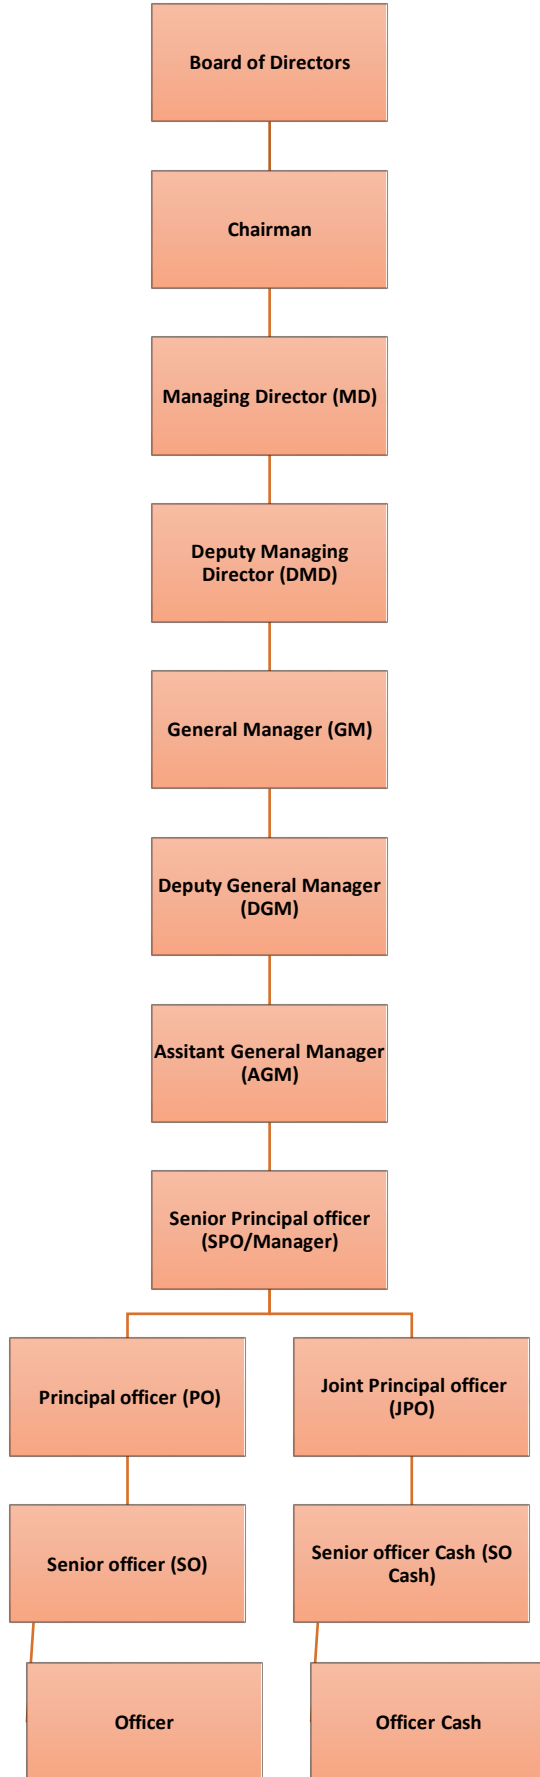 Board of Directors
Chairman
Managing Director (MD)
Deputy Managing
Director (DMD)
General Manager (GM)
Deputy General Manager
(DGM)
Assitant General Manager
(AGM)
Senior Principal officer
(SPO/Manager)
Principal officer (PO)
Joint Principal officer
(JPO)
Senior officer (SO)
Senior officer Cash (SO
Cash)
Officer
Officer Cash